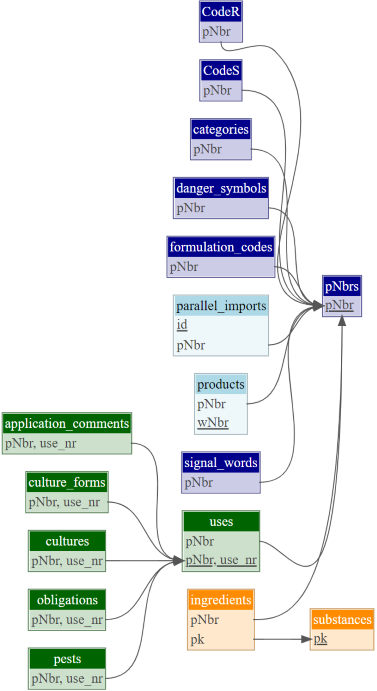 CodeR
pNbr
CodeS
pNbr
categories
pNbr
danger_symbols
pNbr
formulation_codes
pNbr
pNbrs
pNbr
parallel_imports
id
pNbr
products
pNbr
wNbr
application_comments
pNbr, use_nr
signal_words
pNbr
culture_forms
pNbr, use_nr
uses
pNbr
pNbr, use_nr
cultures
pNbr, use_nr
obligations
pNbr, use_nr
ingredients
pNbr
pk
substances
pk
pests
pNbr, use_nr